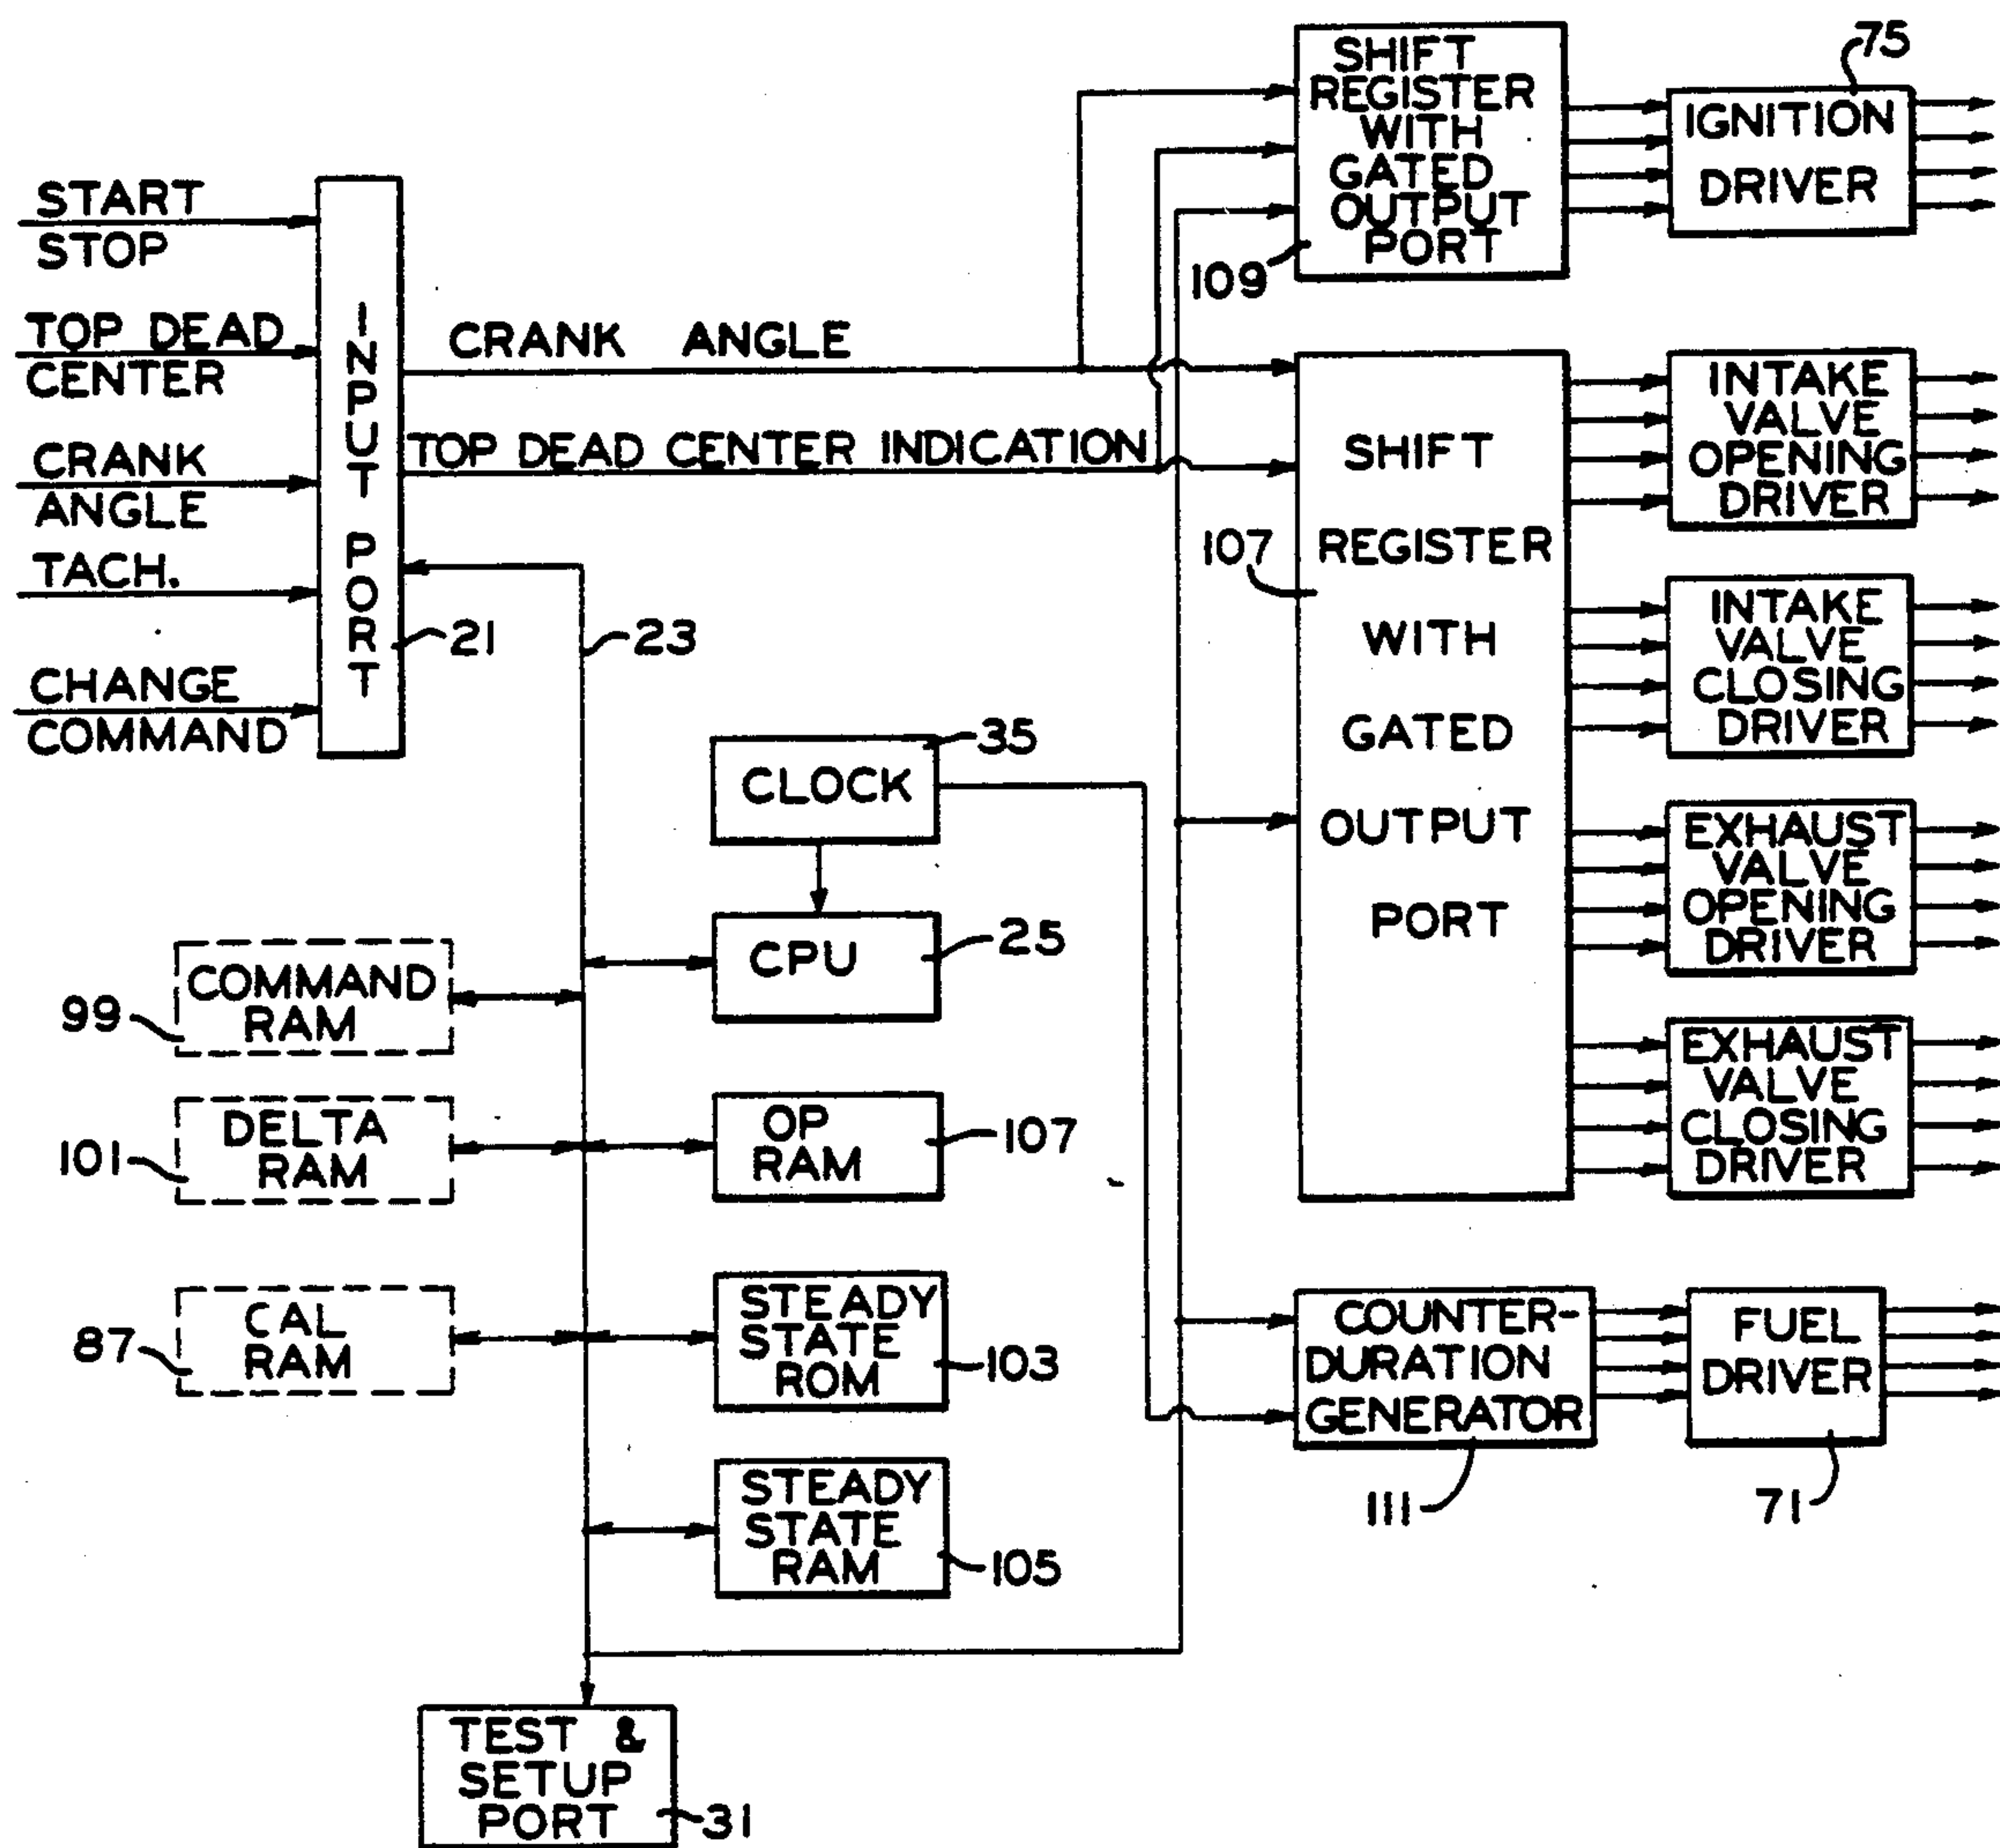 START
STOP
TOP DEAD
CENTER
CRANK
ANGLE
TACH.
CHANGE
COMMAND
INPUT PORT
21
CRANK ANGLE
TOP DEAD CENTER INDICATION
23
CLOCK
35
CPU
25
COMMAND
RAM
99
DELTA
RAM
101
OP
RAM
107
CAL
RAM
87
STEADY
STATE
ROM
103
STEADY
STATE
RAM
105
TEST &
SETUP
PORT
31
SHIFT
REGISTER
WITH
GATED
OUTPUT
PORT
109
IGNITION
DRIVER
75
SHIFT
REGISTER
WITH
GATED
OUTPUT
PORT
107
INTAKE
VALVE
OPENING
DRIVER
INTAKE
VALVE
CLOSING
DRIVER
EXHAUST
VALVE
OPENING
DRIVER
EXHAUST
VALVE
CLOSING
DRIVER
COUNTER-
DURATION
GENERATOR
111
FUEL
DRIVER
71